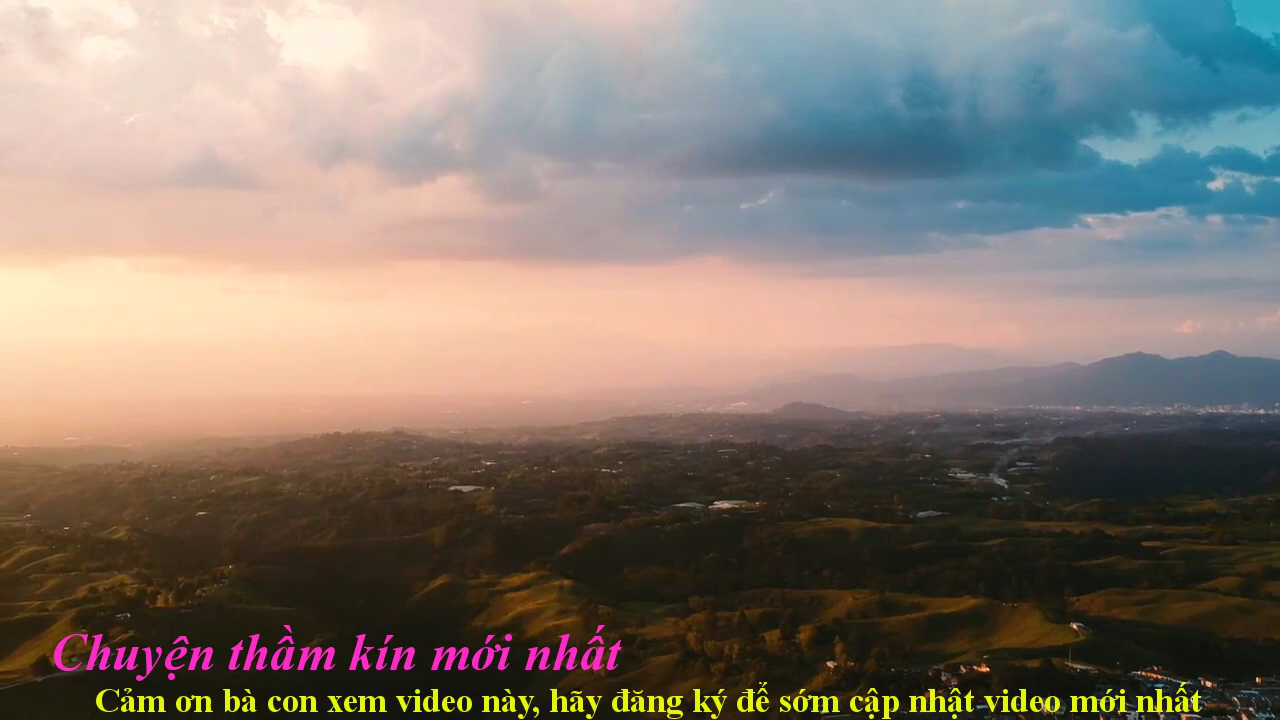 Chuyện thầm kín mới nhất
Cảm ơn bà con xem video này, hãy đăng ký để sớm cập nhật video mới nhất